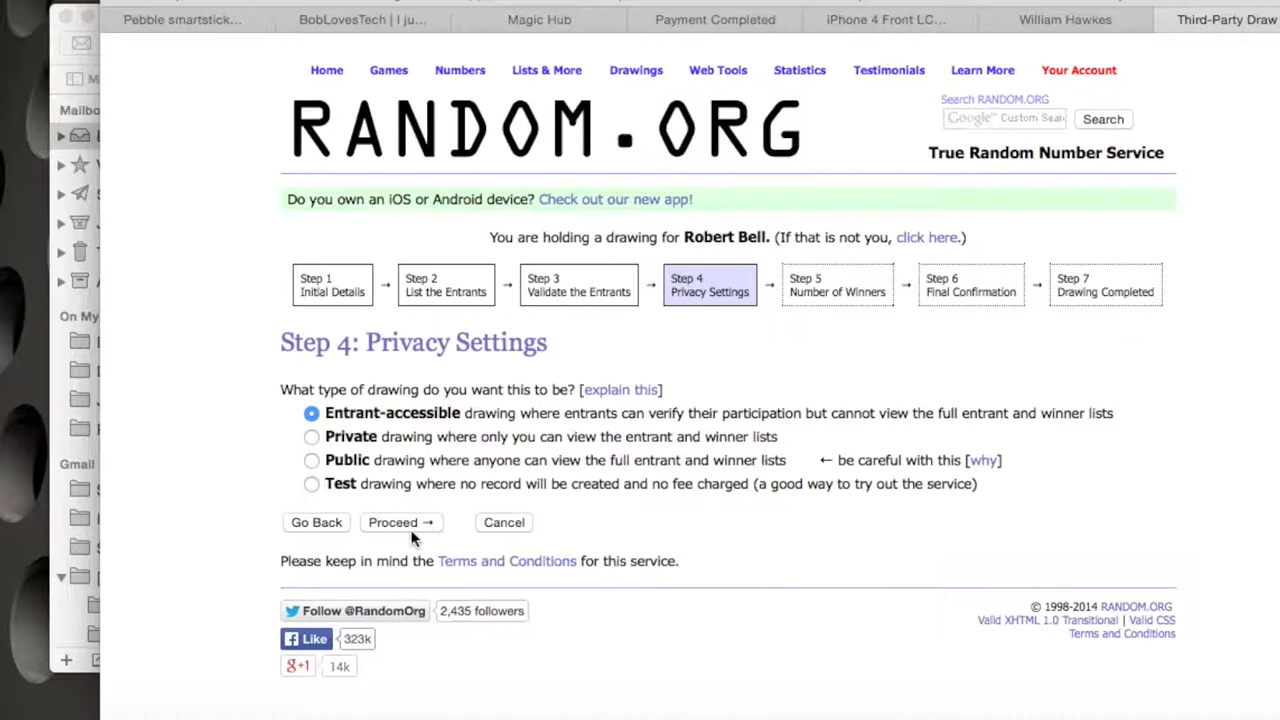 Pebble smartstick... BobLovesTech | I ju... Magic Hub Payment Completed iPhone 4 Front LC... William Hawkes Third-Party Draw
Mailbo
On My
Gmail
Home Games Numbers Lists & More Drawings Web Tools Statistics Testimonials Learn More Your Account
RANDOM.ORG
Search RANDOM.ORG
Google™ Custom Sear Search
True Random Number Service
Do you own an iOS or Android device? Check out our new app!
You are holding a drawing for Robert Bell. (If that is not you, click here.)
Step 1
Initial Details
→
Step 2
List the Entrants
→
Step 3
Validate the Entrants
→
Step 4
Privacy Settings
→
Step 5
Number of Winners
→
Step 6
Final Confirmation
→
Step 7
Drawing Completed
Step 4: Privacy Settings
What type of drawing do you want this to be? [explain this]
Entrant-accessible drawing where entrants can verify their participation but cannot view the full entrant and winner lists
Private drawing where only you can view the entrant and winner lists
Public drawing where anyone can view the full entrant and winner lists ← be careful with this [why]
Test drawing where no record will be created and no fee charged (a good way to try out the service)
Go Back Proceed → Cancel
Please keep in mind the Terms and Conditions for this service.
Follow @RandomOrg 2,435 followers
Like 323k
g+1 14k
© 1998-2014 RANDOM.ORG
Valid XHTML 1.0 Transitional | Valid CSS
Terms and Conditions